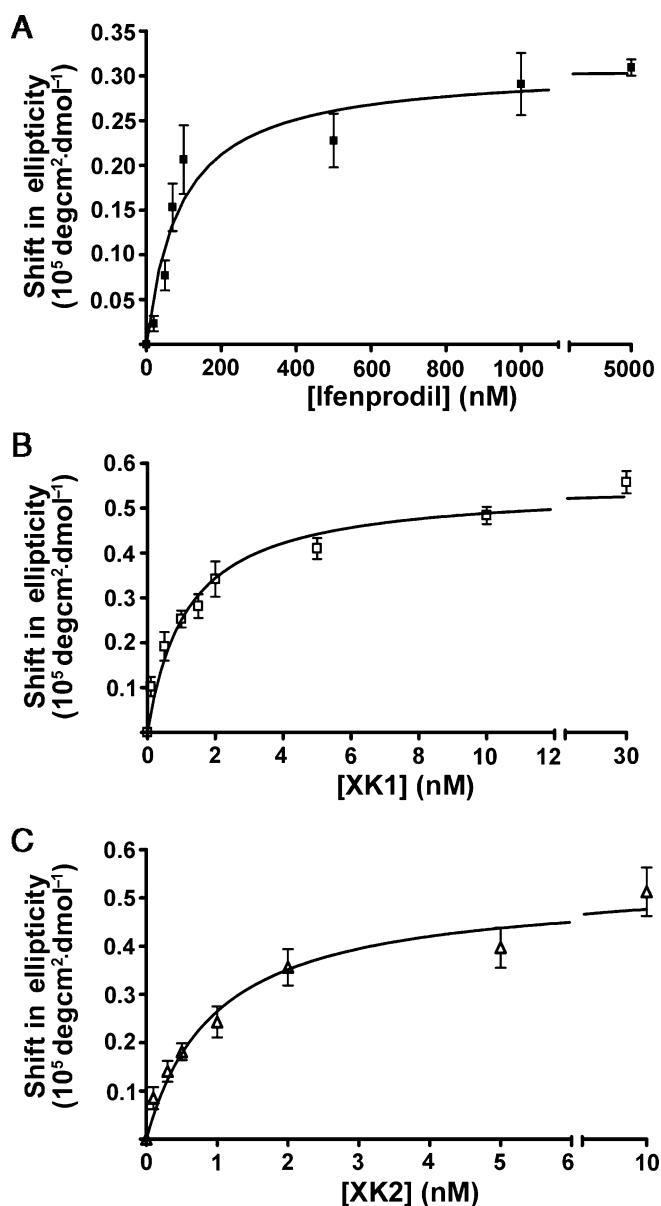 A
Shift in ellipticity
(10⁵ degcm²·dmol⁻¹)
0.35
0.30
0.25
0.20
0.15
0.10
0.05
0 200 400 600 800 1000 5000
[Ifenprodil] (nM)
B
Shift in ellipticity
(10⁵ degcm²·dmol⁻¹)
0.6
0.5
0.4
0.3
0.2
0.1
0 2 4 6 8 10 12 30
[XK1] (nM)
C
Shift in ellipticity
(10⁵ degcm²·dmol⁻¹)
0.6
0.5
0.4
0.3
0.2
0.1
0 1 2 3 4 5 6 10
[XK2] (nM)